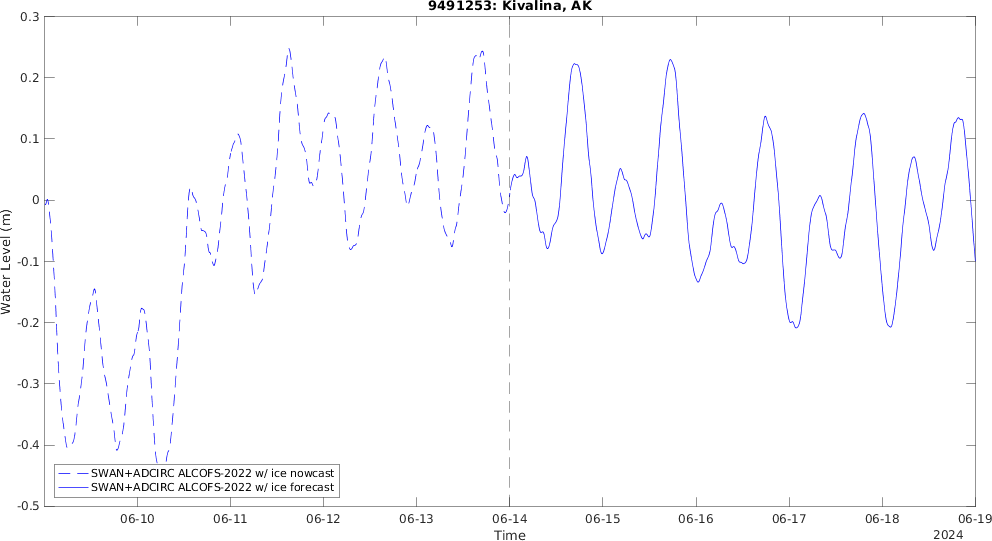 9491253: Kivalina, AK
0.3
0.2
0.1
0
-0.1
-0.2
-0.3
-0.4
-0.5
Water Level (m)
SWAN+ADCIRC ALCOFS-2022 w/ ice nowcast
SWAN+ADCIRC ALCOFS-2022 w/ ice forecast
06-10 06-11 06-12 06-13 06-14 06-15 06-16 06-17 06-18 06-19
Time
2024